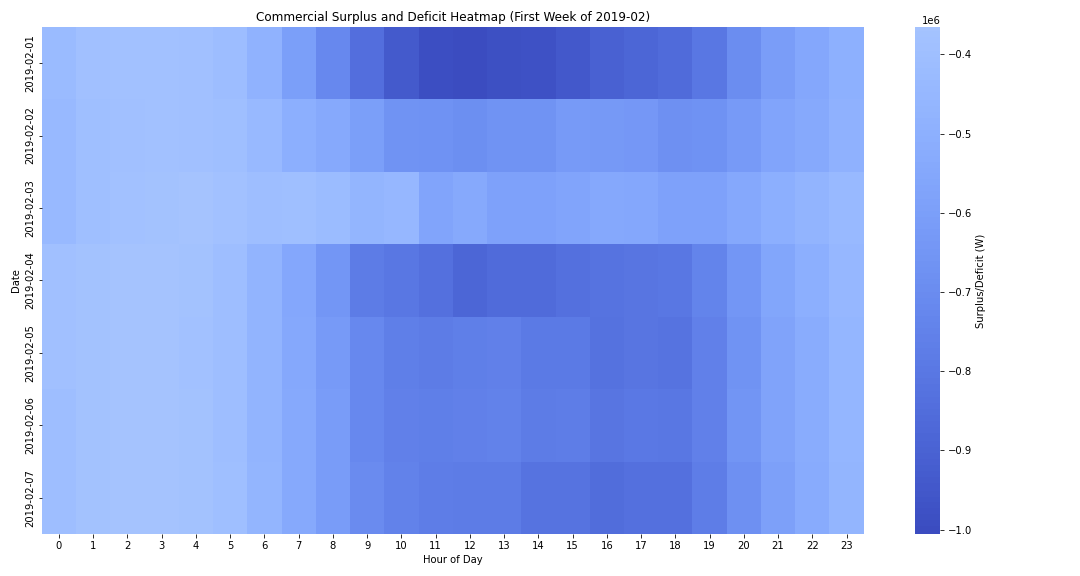 Commercial Surplus and Deficit Heatmap (First Week of 2019-02)
1e6
Date
2019-02-01
2019-02-02
2019-02-03
2019-02-04
2019-02-05
2019-02-06
2019-02-07
0 1 2 3 4 5 6 7 8 9 10 11 12 13 14 15 16 17 18 19 20 21 22 23
Hour of Day
−0.4
−0.5
−0.6
−0.7
−0.8
−0.9
−1.0
Surplus/Deficit (W)